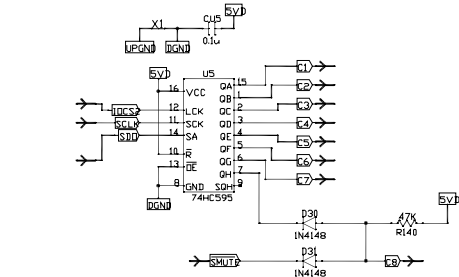 5VD
X1
CU5
UPGND
DGND
0.1u
5VD
U5
C1
16
VCC
QA
15
QB
1
C2
IOCS2
12
LCK
QC
2
C3
SCLK
11
SCK
QD
3
C4
SDO
14
SA
QE
4
C5
QF
5
C6
10
R
QG
6
C7
13
OE
QH
7
8
GND
SQH
9
DGND
74HC595
5VD
D30
47K
1N4148
R140
D31
SMUTE
C8
1N4148